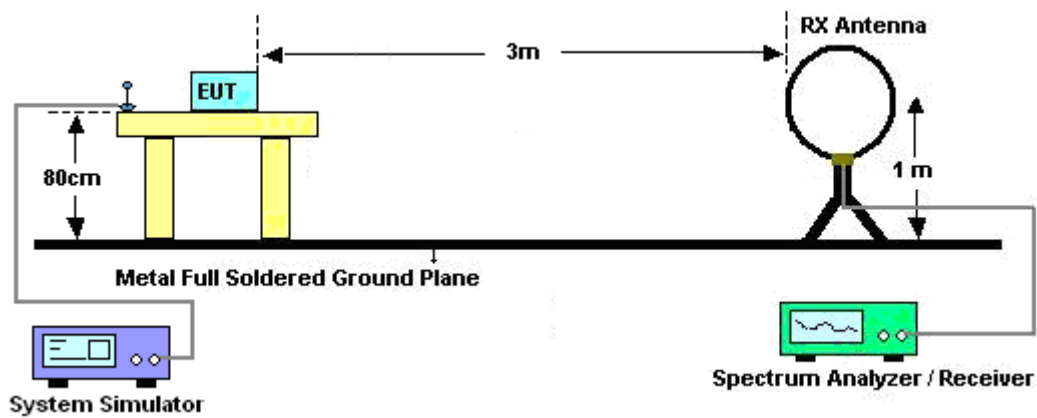 RX Antenna
3m
EUT
80cm
1 m
Metal Full Soldered Ground Plane
System Simulator
Spectrum Analyzer / Receiver